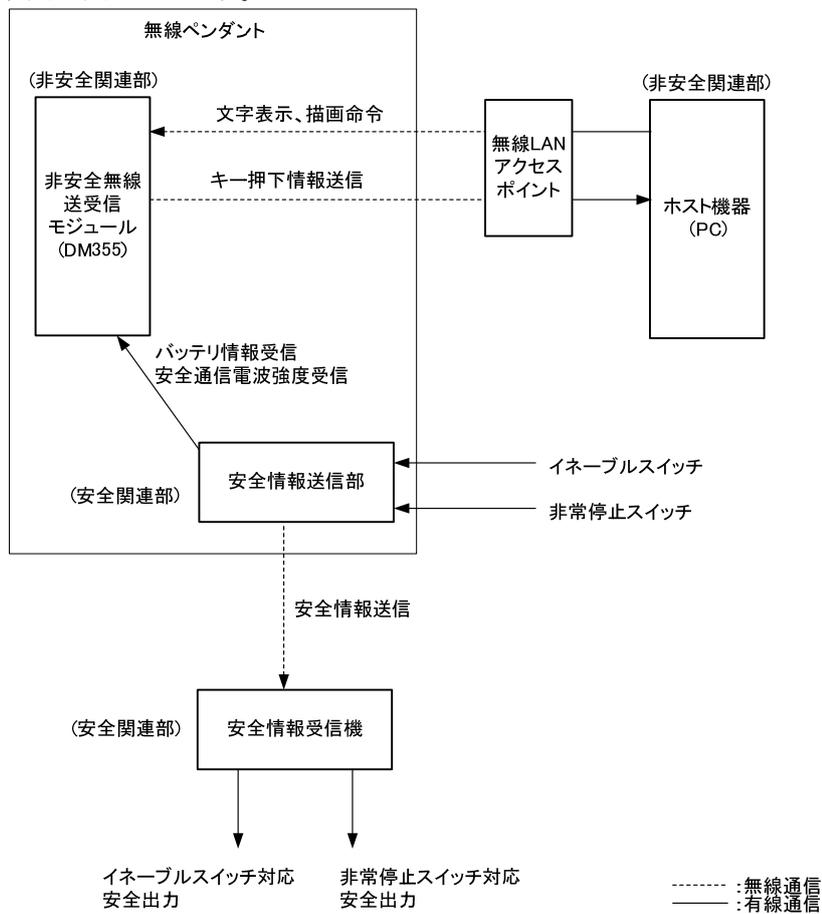 無線ペンダント
(非安全関連部)
(非安全関連部)
文字表示、描画命令
無線LAN
アクセス
ポイント
非安全無線
送受信
モジュール
(DM355)
キー押下情報送信
ホスト機器
(PC)
バッテリ情報受信
安全通信電波強度受信
安全情報送信部
(安全関連部)
イネーブルスイッチ
非常停止スイッチ
安全情報送信
(安全関連部)
安全情報受信機
イネーブルスイッチ対応
安全出力
非常停止スイッチ対応
安全出力
:無線通信
:有線通信